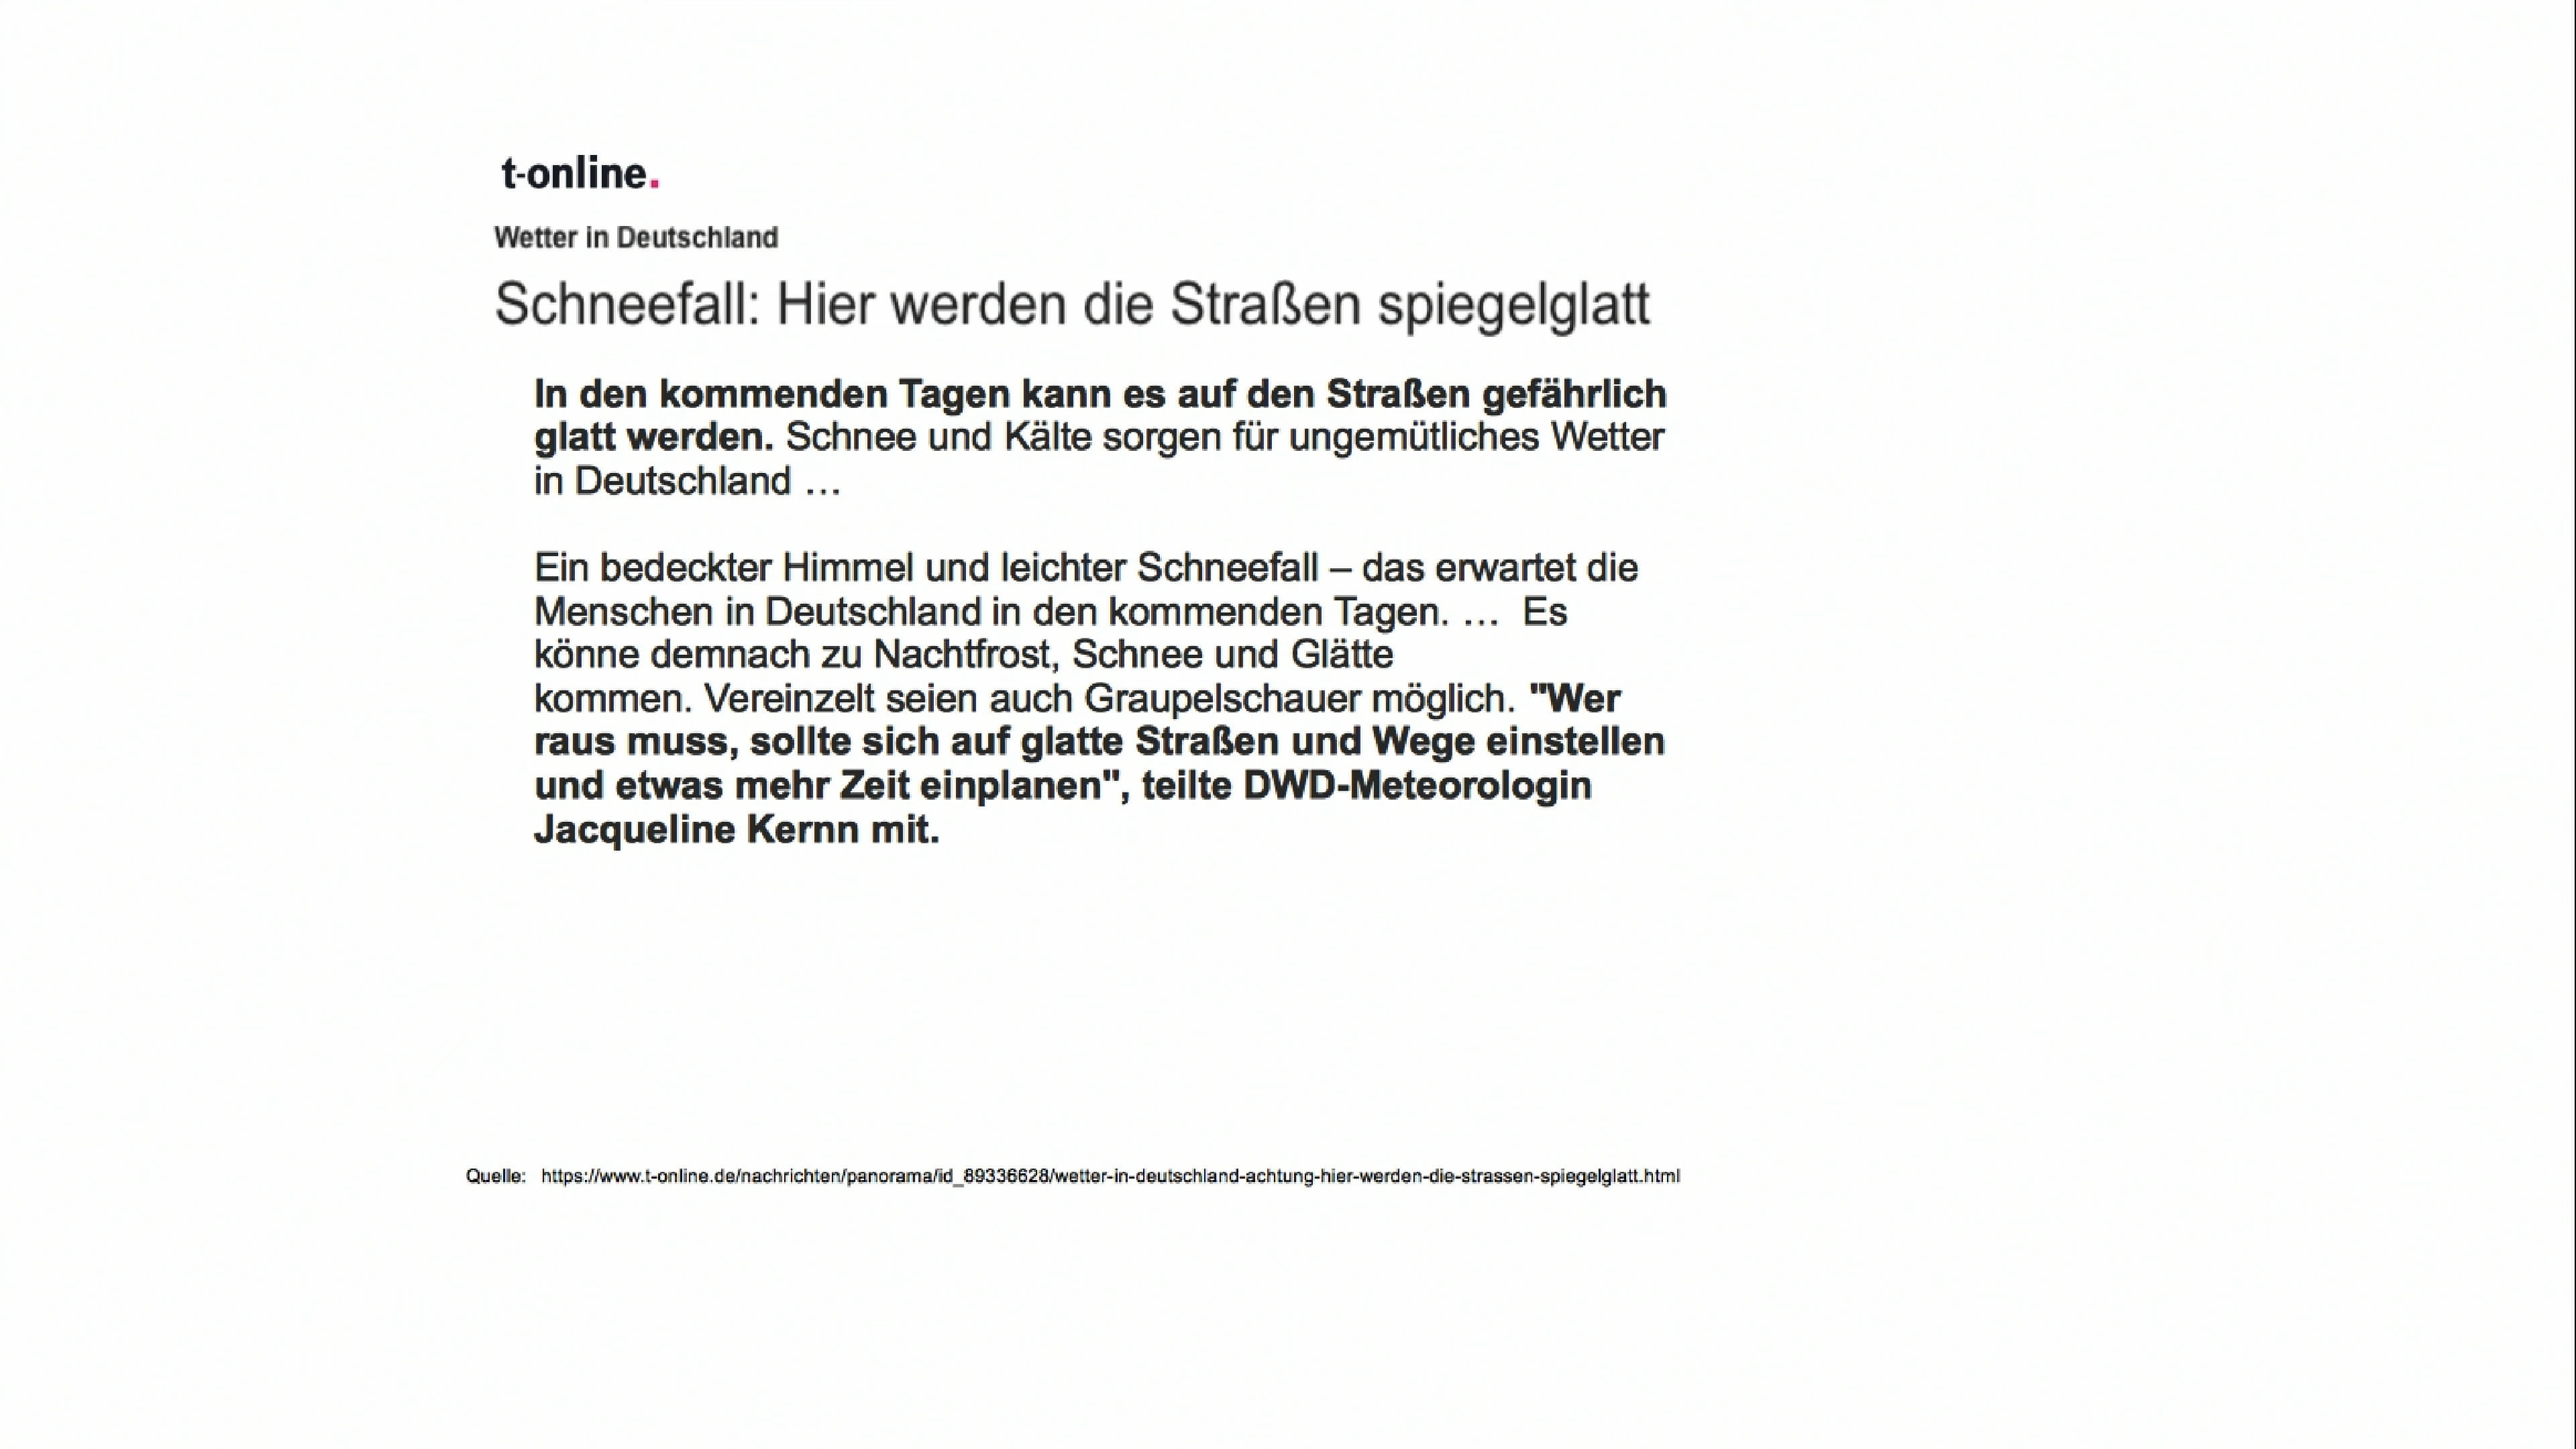 t-online.
Wetter in Deutschland
Schneefall: Hier werden die Straßen spiegelglatt
In den kommenden Tagen kann es auf den Straßen gefährlich
glatt werden. Schnee und Kälte sorgen für ungemütliches Wetter
in Deutschland …
Ein bedeckter Himmel und leichter Schneefall – das erwartet die
Menschen in Deutschland in den kommenden Tagen. … Es
könne demnach zu Nachtfrost, Schnee und Glätte
kommen. Vereinzelt seien auch Graupelschauer möglich. "Wer
raus muss, sollte sich auf glatte Straßen und Wege einstellen
und etwas mehr Zeit einplanen", teilte DWD-Meteorologin
Jacqueline Kernn mit.
Quelle: https://www.t-online.de/nachrichten/panorama/id_89336628/wetter-in-deutschland-achtung-hier-werden-die-strassen-spiegelglatt.html